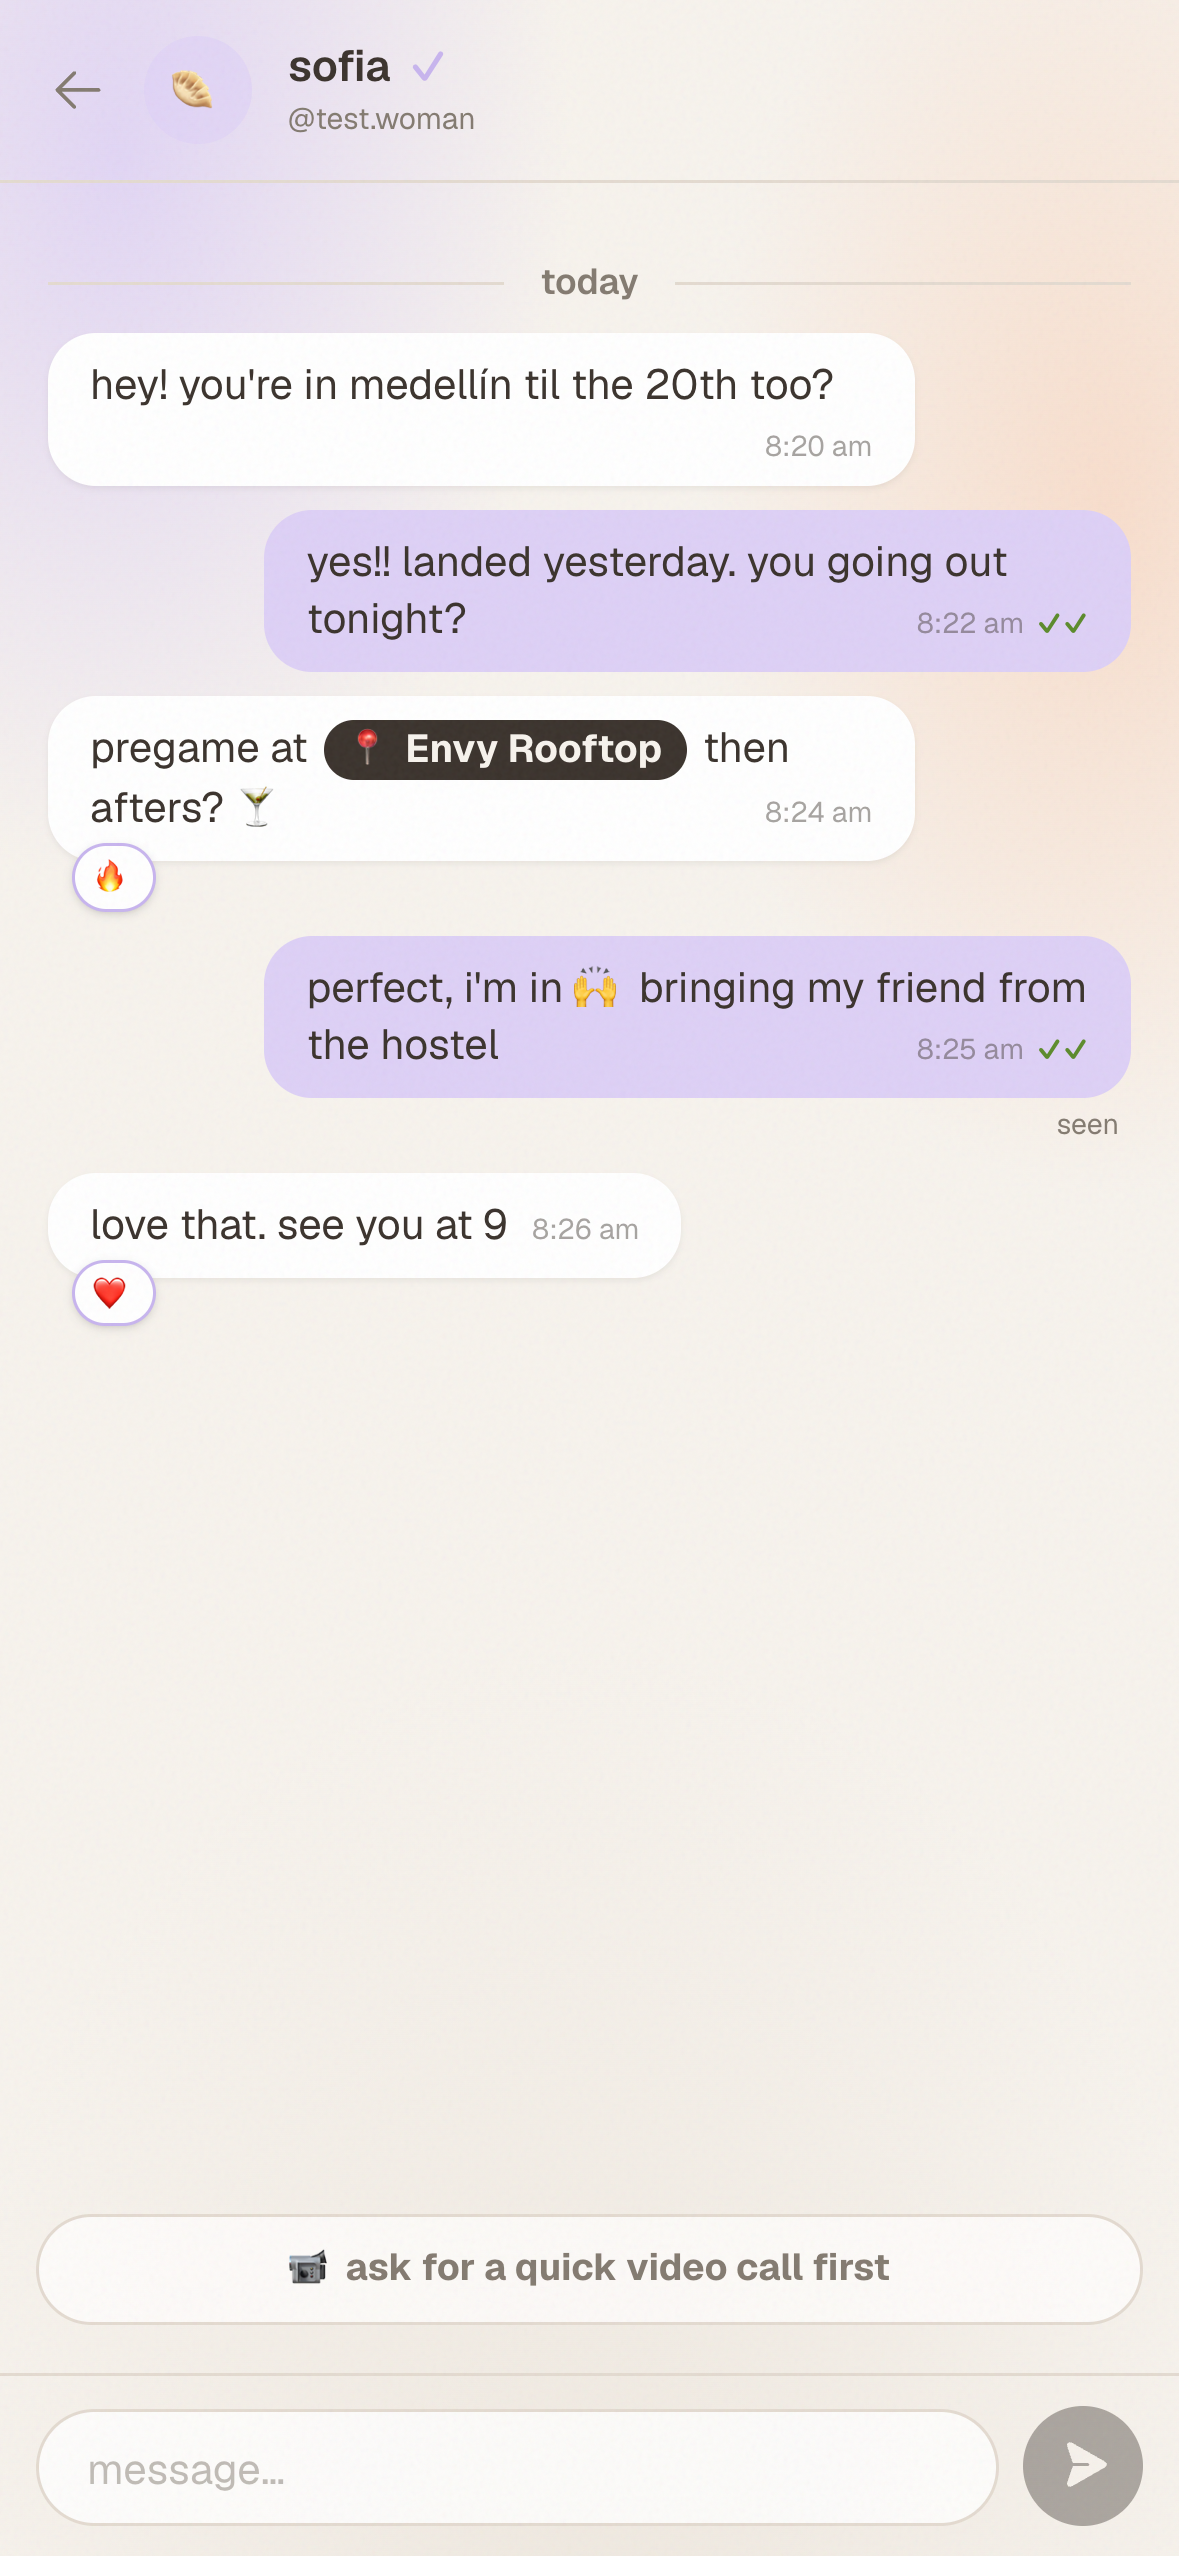 sofia ✓
@test.woman
today
hey! you're in medellín til the 20th too?
8:20 am
yes!! landed yesterday. you going out
tonight?
8:22 am ✓✓
pregame at 📍 Envy Rooftop then
afters? 🍸
8:24 am
🔥
perfect, i'm in 🙌 bringing my friend from
the hostel
8:25 am ✓✓
seen
love that. see you at 9 8:26 am
❤️
📹 ask for a quick video call first
message...